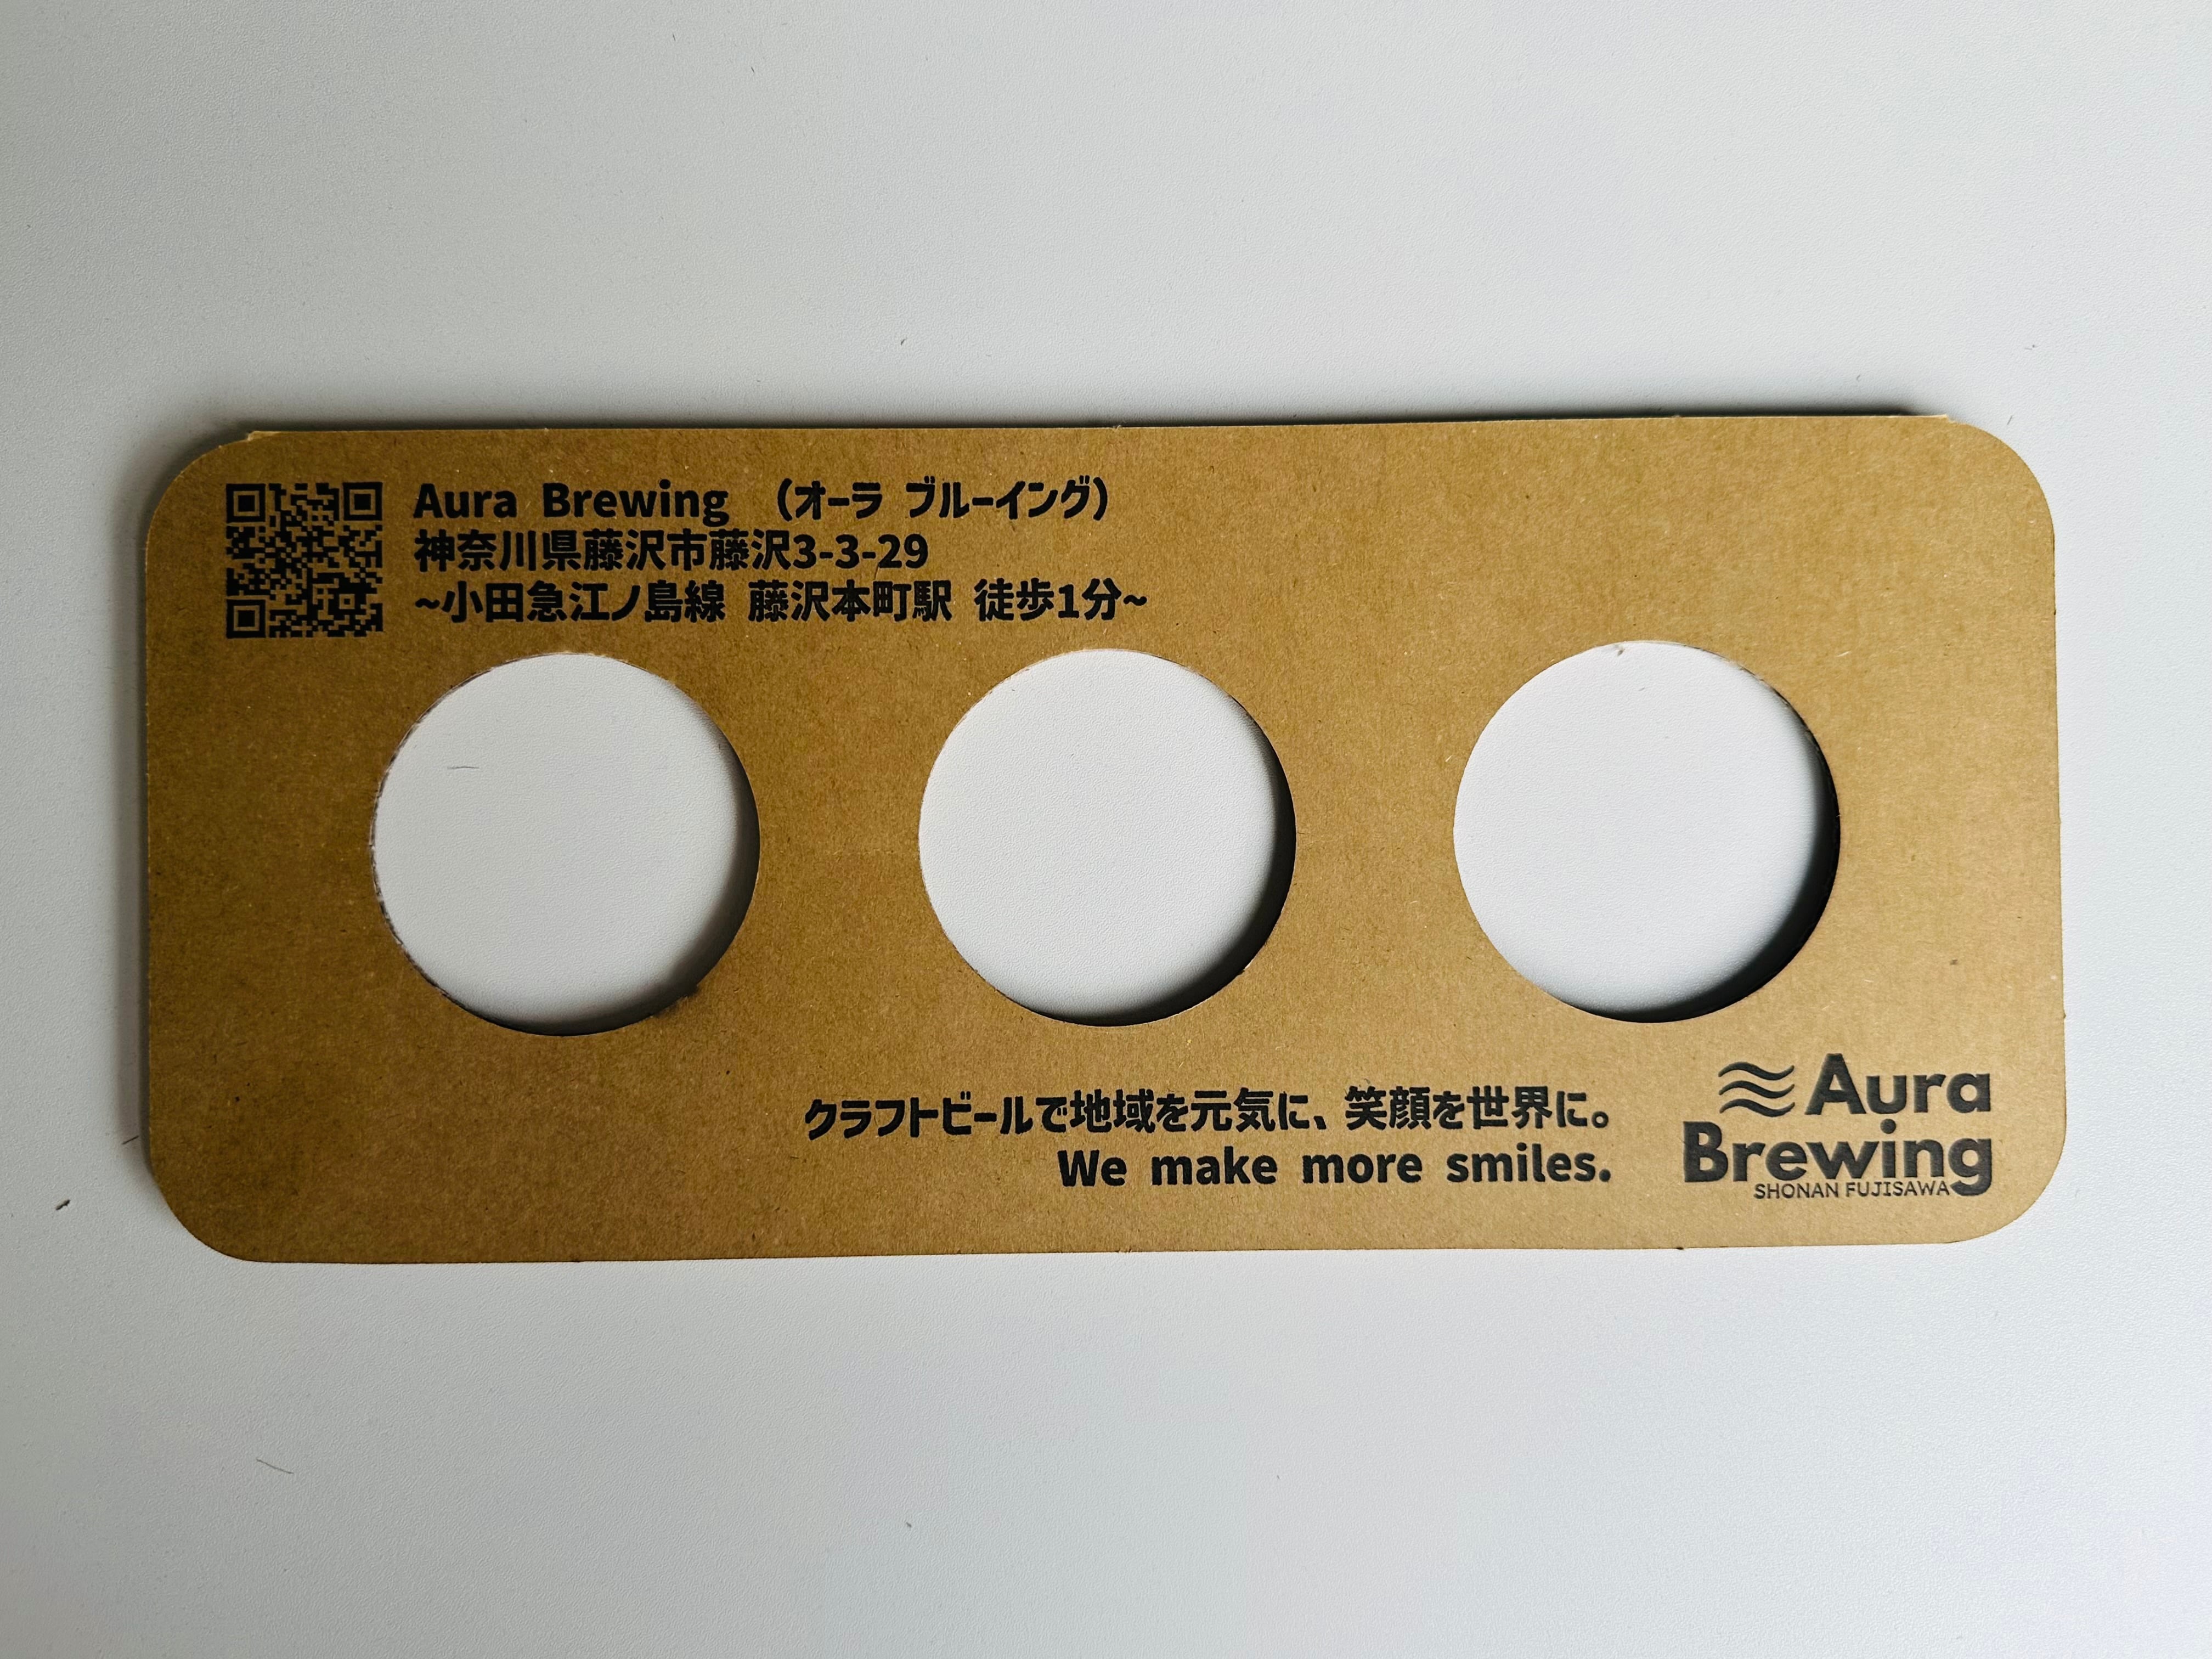 Aura Brewing （オーラ ブルーイング）
神奈川県藤沢市藤沢3-3-29
~小田急江ノ島線 藤沢本町駅 徒歩1分~
クラフトビールで地域を元気に、笑顔を世界に。
We make more smiles.
Aura
Brewing
SHONAN FUJISAWA